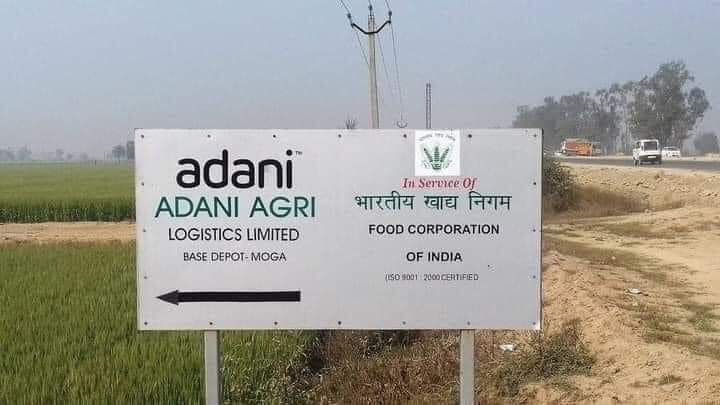 adani™
ADANI AGRI
LOGISTICS LIMITED
BASE DEPOT- MOGA
In Service Of
भारतीय खाद्य निगम
FOOD CORPORATION
OF INDIA
(ISO 9001 : 2000 CERTIFIED